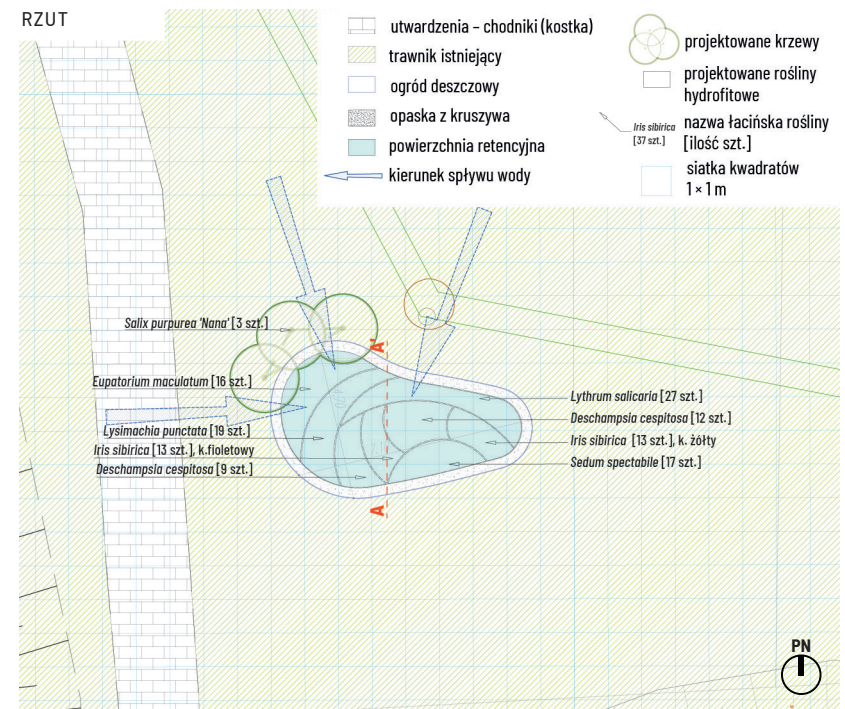 RZUT
utwardzenia – chodniki (kostka)
trawnik istniejący
ogród deszczowy
opaska z kruszywa
powierzchnia retencyjna
kierunek spływu wody
projektowane krzewy
projektowane rośliny
hydrofitowe
Iris sibirica
[37 szt.]
nazwa łacińska rośliny
[ilość szt.]
siatka kwadratów
1 × 1 m
Salix purpurea 'Nana' [3 szt.]
A'
Eupatorium maculatum [16 szt.]
Lysimachia punctata [19 szt.]
Iris sibirica [13 szt.], k.fioletowy
Deschampsia cespitosa [9 szt.]
Lythrum salicaria [27 szt.]
Deschampsia cespitosa [12 szt.]
Iris sibirica [13 szt.], k. żółty
Sedum spectabile [17 szt.]
A
PN